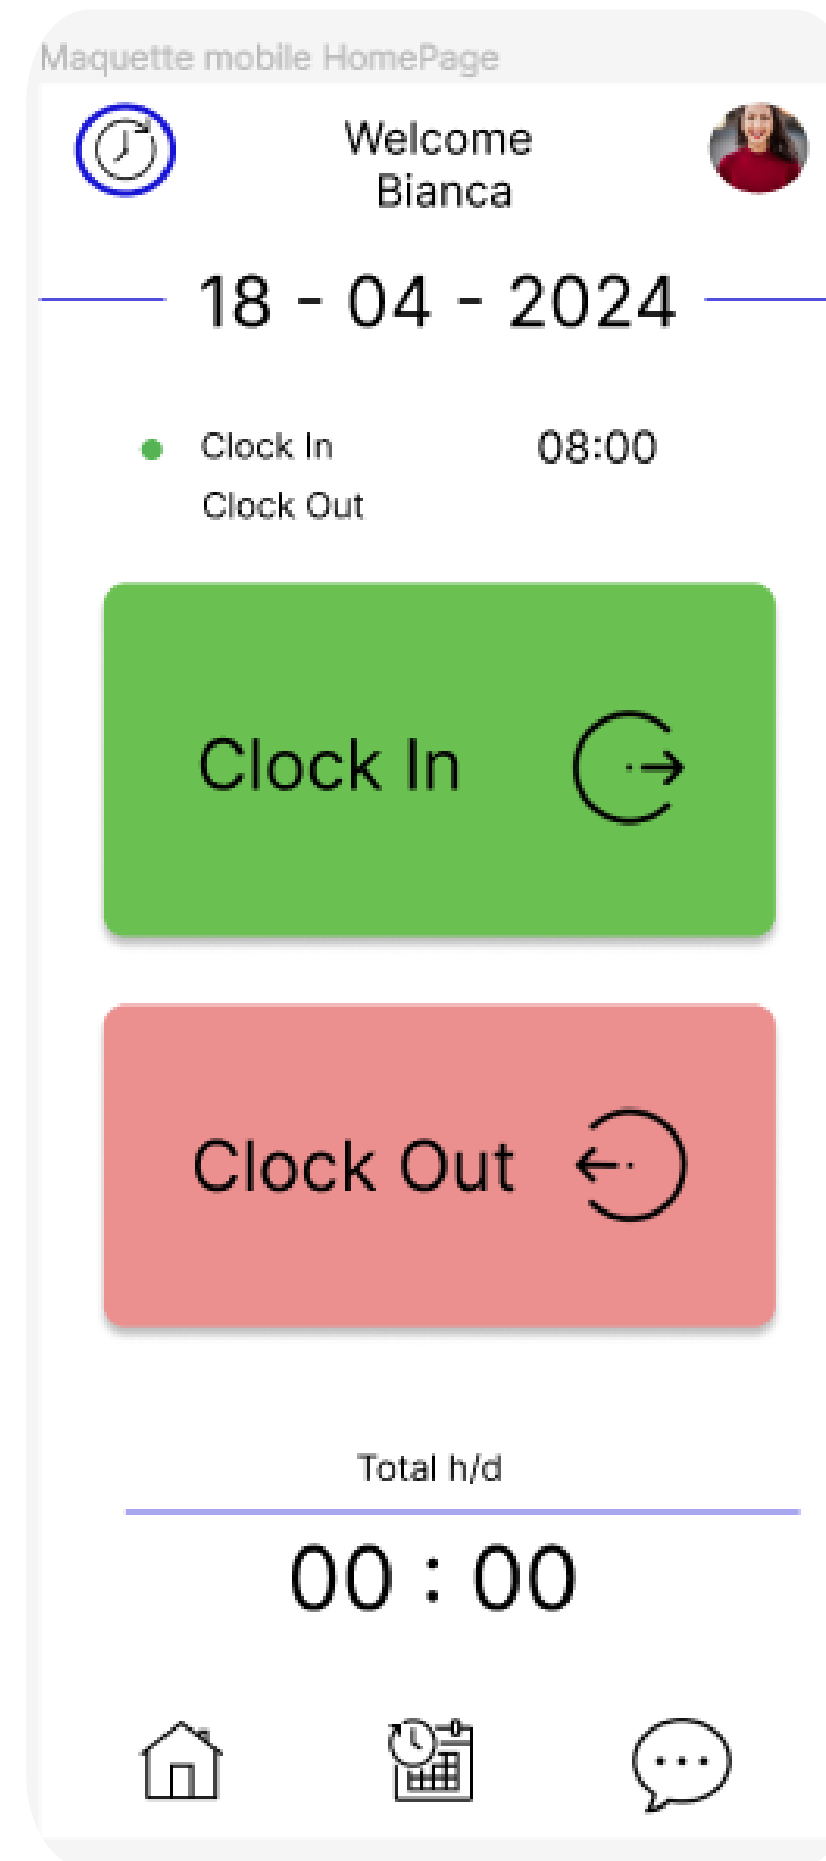 Maquette mobile HomePage
Welcome
Bianca
18 - 04 - 2024
Clock In 08:00
Clock Out
Clock In
Clock Out
Total h/d
00 : 00